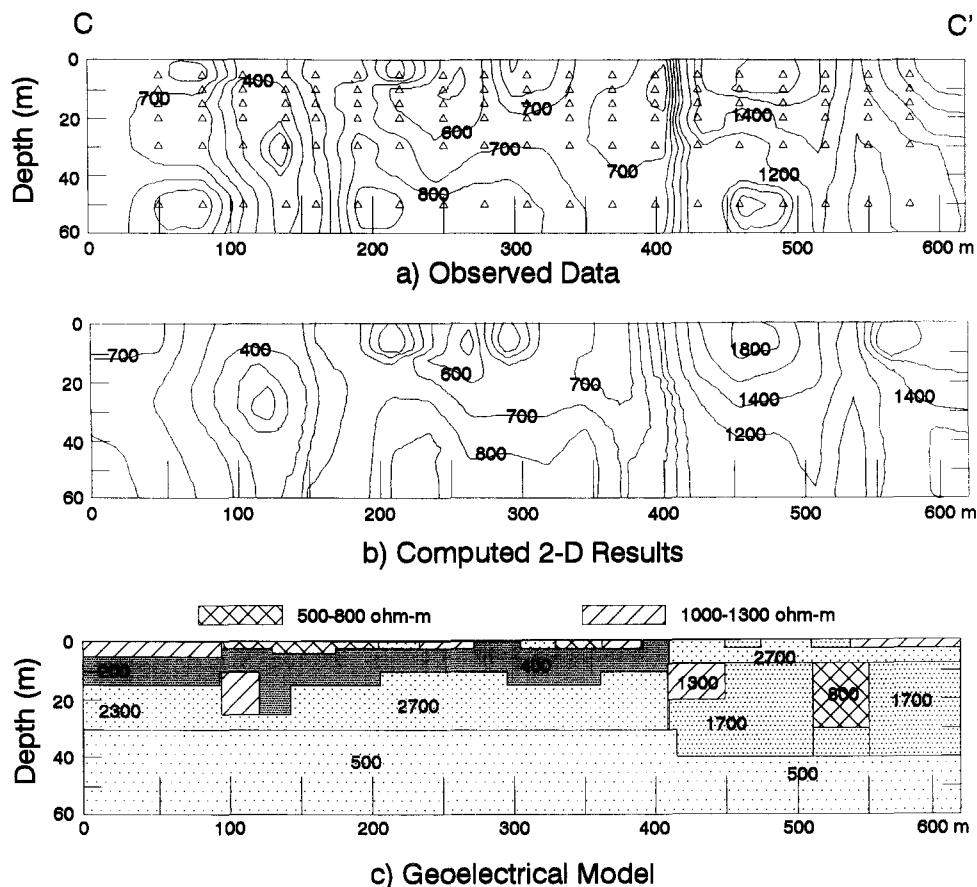 C C'
Depth (m)
0
20
40
60
700 400 600 700 700 800 700 1400 1200
0 100 200 300 400 500 600 m
a) Observed Data
0
20
40
60
700 400 600 700 700 800 1800 1400 1400 1200
0 100 200 300 400 500 600 m
b) Computed 2-D Results
500-800 ohm-m 1000-1300 ohm-m
Depth (m)
0
20
40
60
200 400 2700
1300 800 1700
2300 2700 1700
500 500
0 100 200 300 400 500 600 m
c) Geoelectrical Model